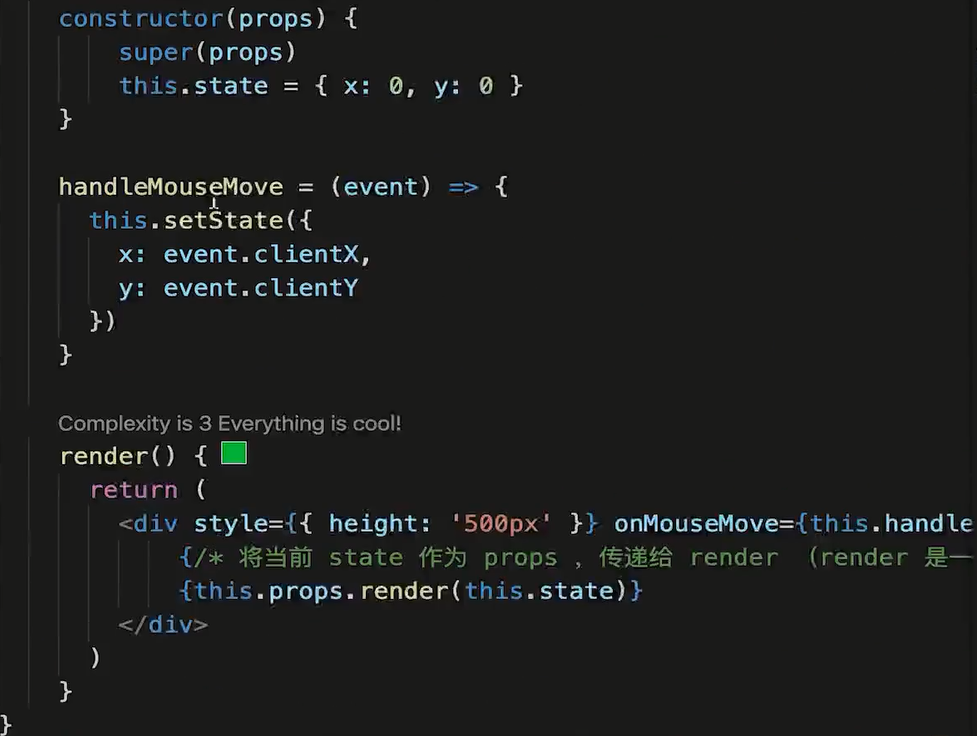 constructor(props) {
super(props)
this.state = { x: 0, y: 0 }
}
handleMouseMove = (event) => {
this.setState({
x: event.clientX,
y: event.clientY
})
}
Complexity is 3 Everything is cool!
render() {
return (
<div style={{ height: '500px' }} onMouseMove={this.handle
{/* 将当前 state 作为 props ，传递给 render （render 是一
{this.props.render(this.state)}
</div>
)
}
}